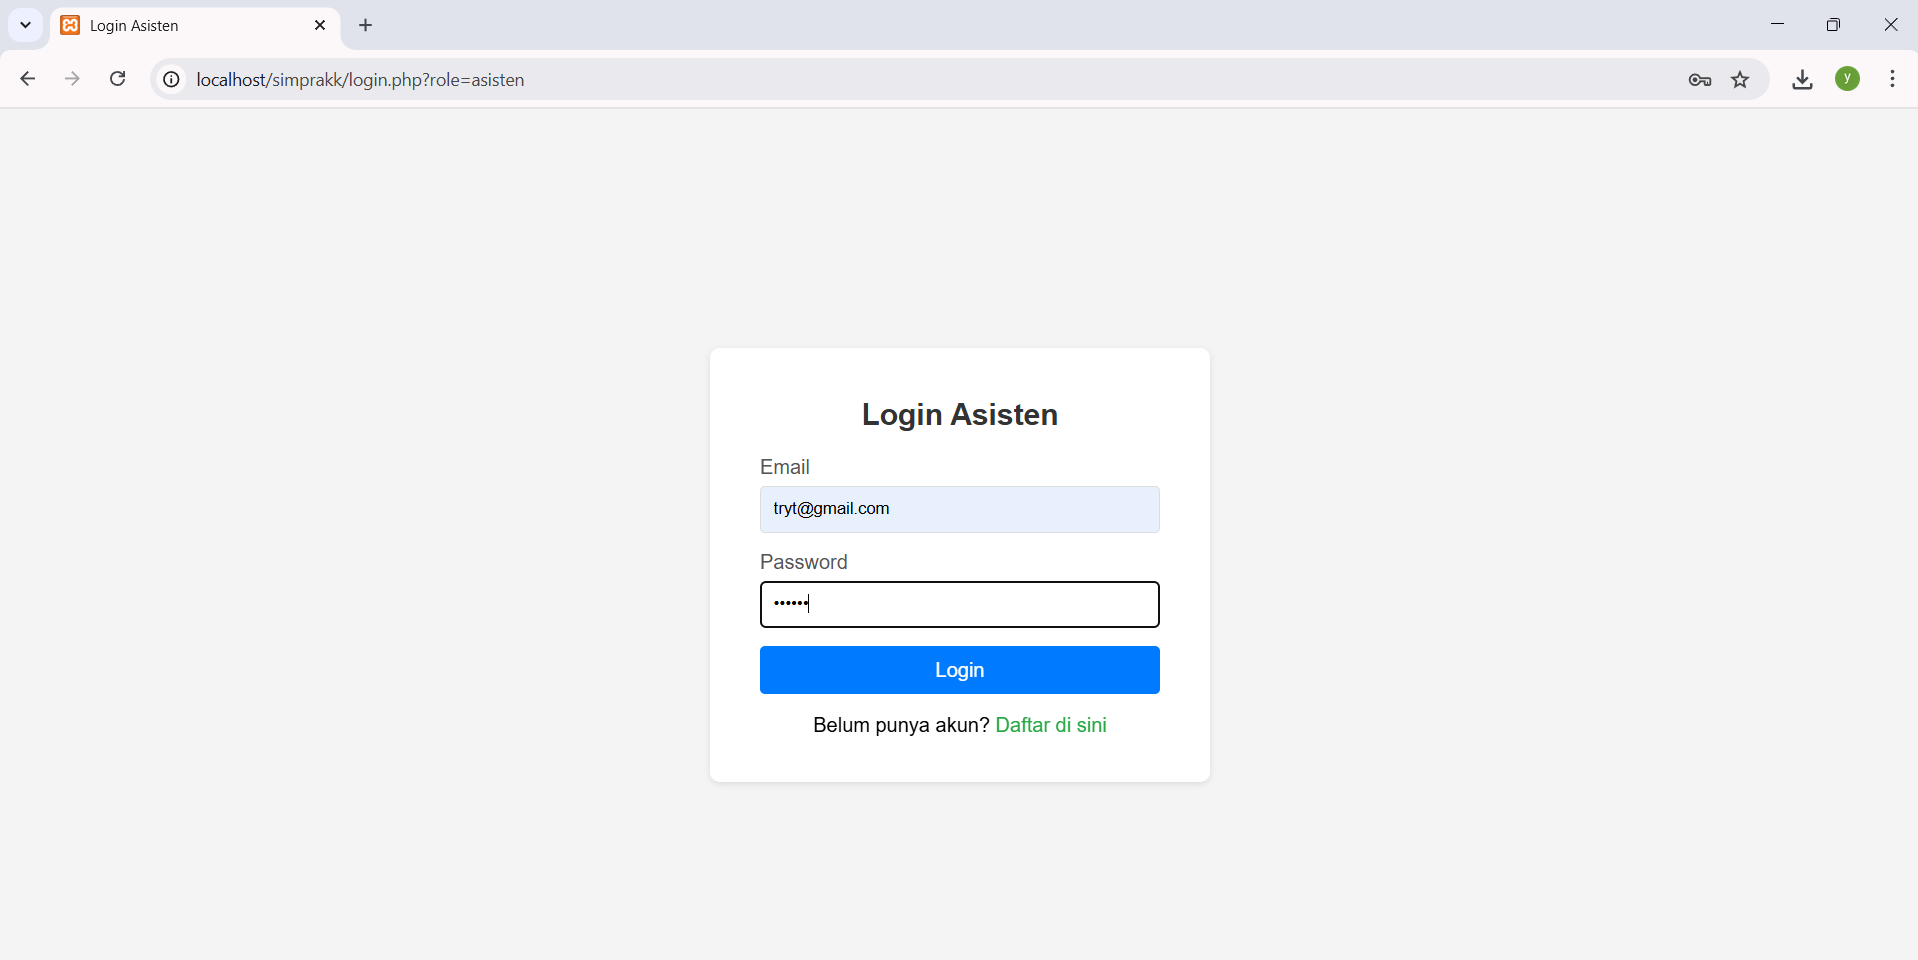 Login Asisten
localhost/simprakk/login.php?role=asisten
y
Login Asisten
Email
tryt@gmail.com
Password
••••••
Login
Belum punya akun? Daftar di sini